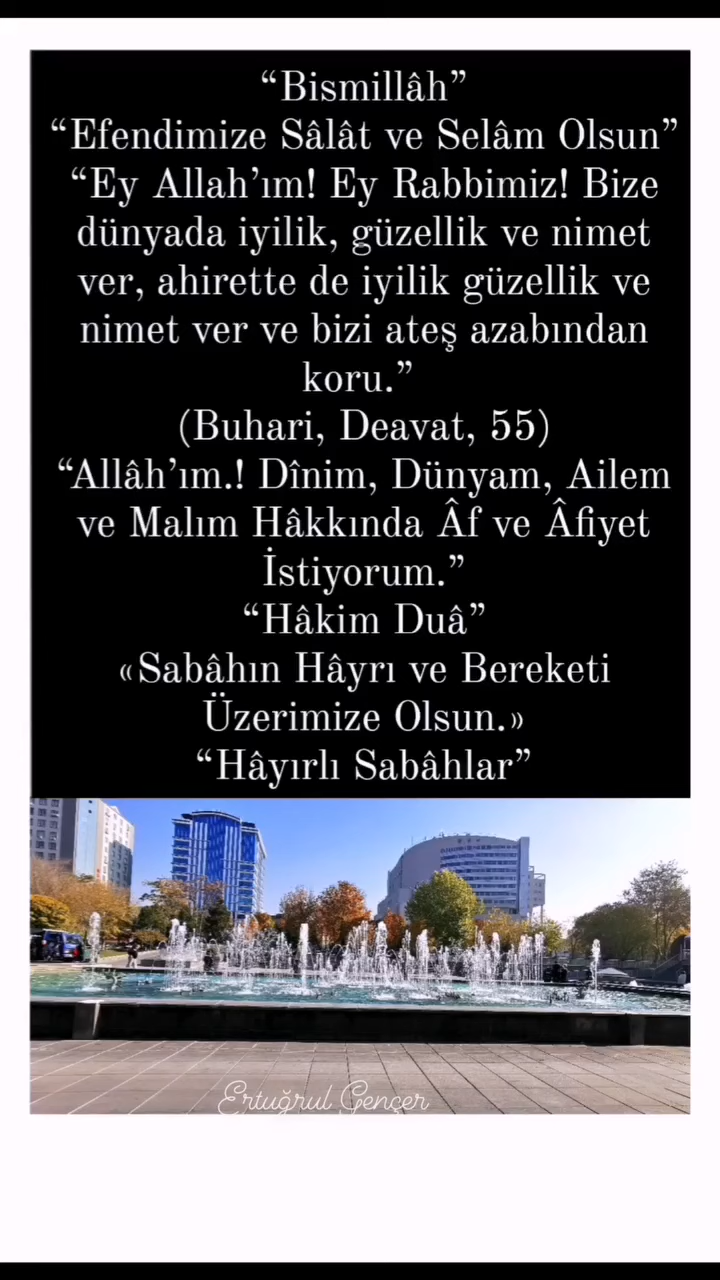 “Bismillâh”
“Efendimize Sâlât ve Selâm Olsun”
“Ey Allah’ım! Ey Rabbimiz! Bize
dünyada iyilik, güzellik ve nimet
ver, ahirette de iyilik güzellik ve
nimet ver ve bizi ateş azabından
koru.”
(Buhari, Deavat, 55)
“Allâh’ım.! Dînim, Dünyam, Ailem
ve Malım Hâkkında Âf ve Âfiyet
İstiyorum.”
“Hâkim Duâ”
«Sabâhın Hâyrı ve Bereketi
Üzerimize Olsun.»
“Hâyırlı Sabâhlar”
Ertuğrul Gençer